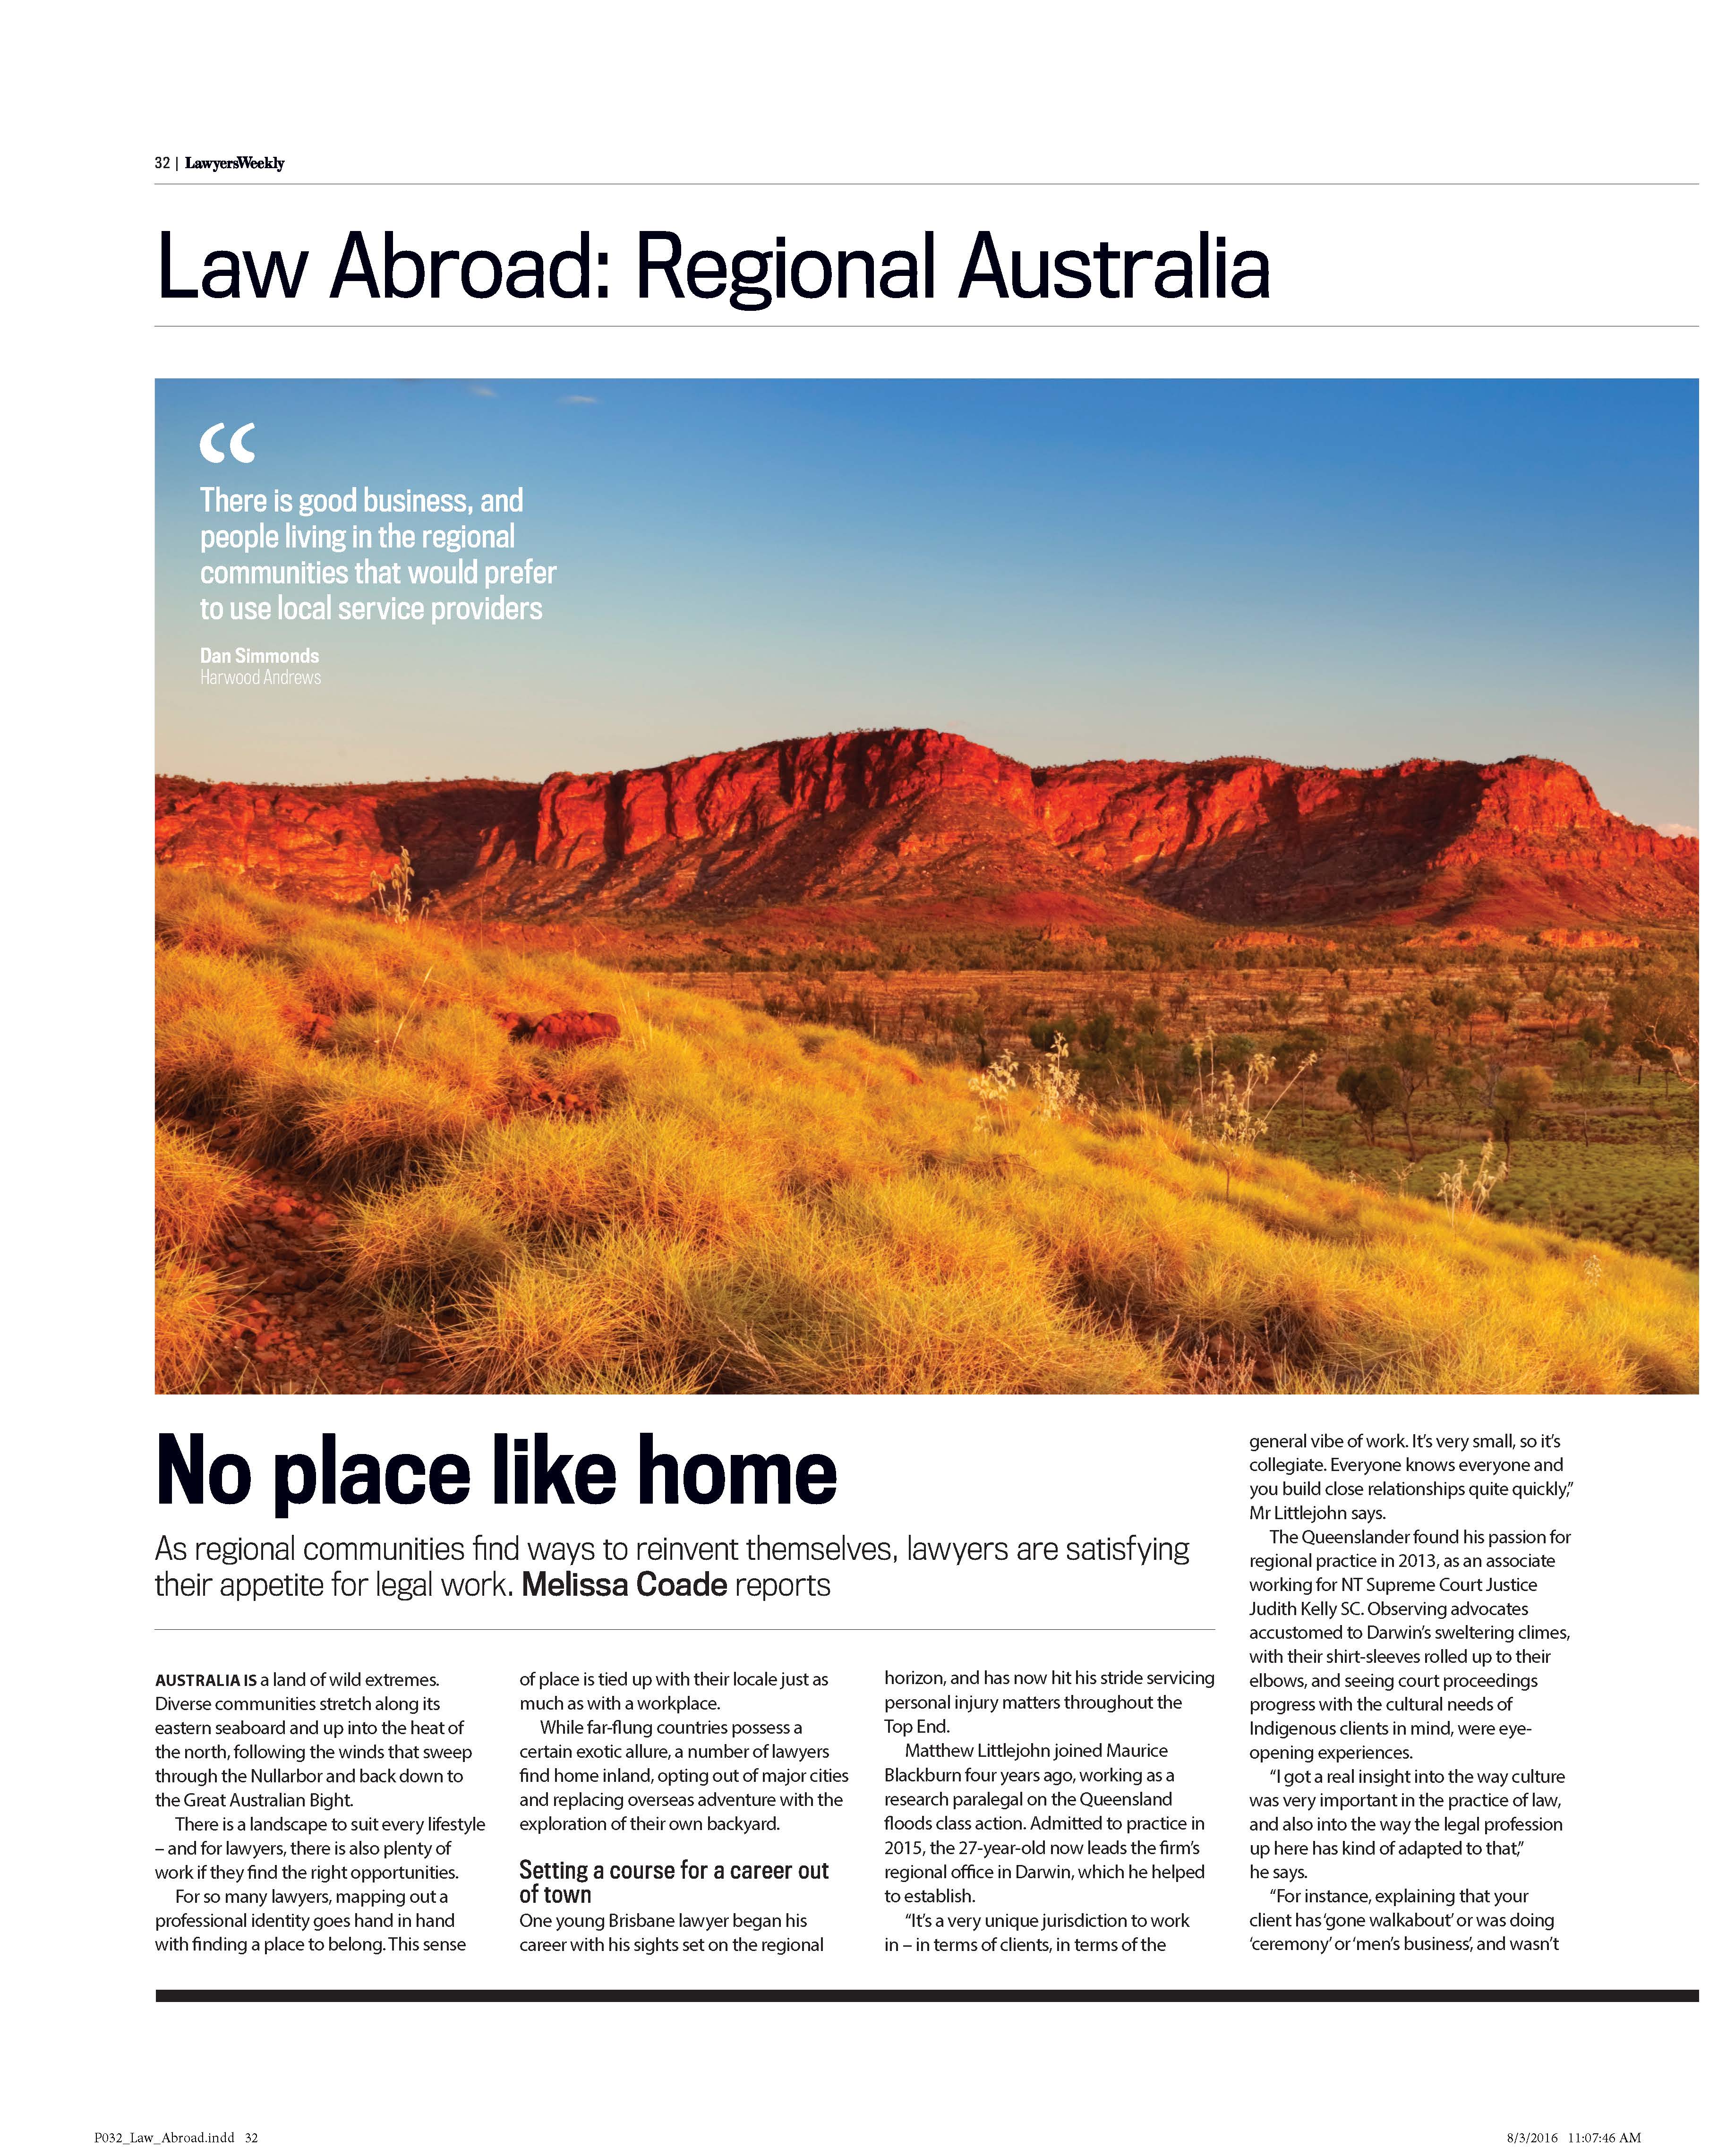 32 | LawyersWeekly
Law Abroad: Regional Australia
“
There is good business, and
people living in the regional
communities that would prefer
to use local service providers
Dan Simmonds
Harwood Andrews
No place like home
As regional communities find ways to reinvent themselves, lawyers are satisfying
their appetite for legal work. Melissa Coade reports
AUSTRALIA IS a land of wild extremes.
Diverse communities stretch along its
eastern seaboard and up into the heat of
the north, following the winds that sweep
through the Nullarbor and back down to
the Great Australian Bight.
There is a landscape to suit every lifestyle
– and for lawyers, there is also plenty of
work if they find the right opportunities.
For so many lawyers, mapping out a
professional identity goes hand in hand
with finding a place to belong. This sense
of place is tied up with their locale just as
much as with a workplace.
While far-flung countries possess a
certain exotic allure, a number of lawyers
find home inland, opting out of major cities
and replacing overseas adventure with the
exploration of their own backyard.
Setting a course for a career out
of town
One young Brisbane lawyer began his
career with his sights set on the regional
horizon, and has now hit his stride servicing
personal injury matters throughout the
Top End.
Matthew Littlejohn joined Maurice
Blackburn four years ago, working as a
research paralegal on the Queensland
floods class action. Admitted to practice in
2015, the 27-year-old now leads the firm’s
regional office in Darwin, which he helped
to establish.
“It’s a very unique jurisdiction to work
in – in terms of clients, in terms of the
general vibe of work. It’s very small, so it’s
collegiate. Everyone knows everyone and
you build close relationships quite quickly,”
Mr Littlejohn says.
The Queenslander found his passion for
regional practice in 2013, as an associate
working for NT Supreme Court Justice
Judith Kelly SC. Observing advocates
accustomed to Darwin’s sweltering climes,
with their shirt-sleeves rolled up to their
elbows, and seeing court proceedings
progress with the cultural needs of
Indigenous clients in mind, were eye-
opening experiences.
“I got a real insight into the way culture
was very important in the practice of law,
and also into the way the legal profession
up here has kind of adapted to that,”
he says.
“For instance, explaining that your
client has ‘gone walkabout’ or was doing
‘ceremony’ or ‘men’s business’, and wasn’t
P032_Law_Abroad.indd 32
8/3/2016 11:07:46 AM